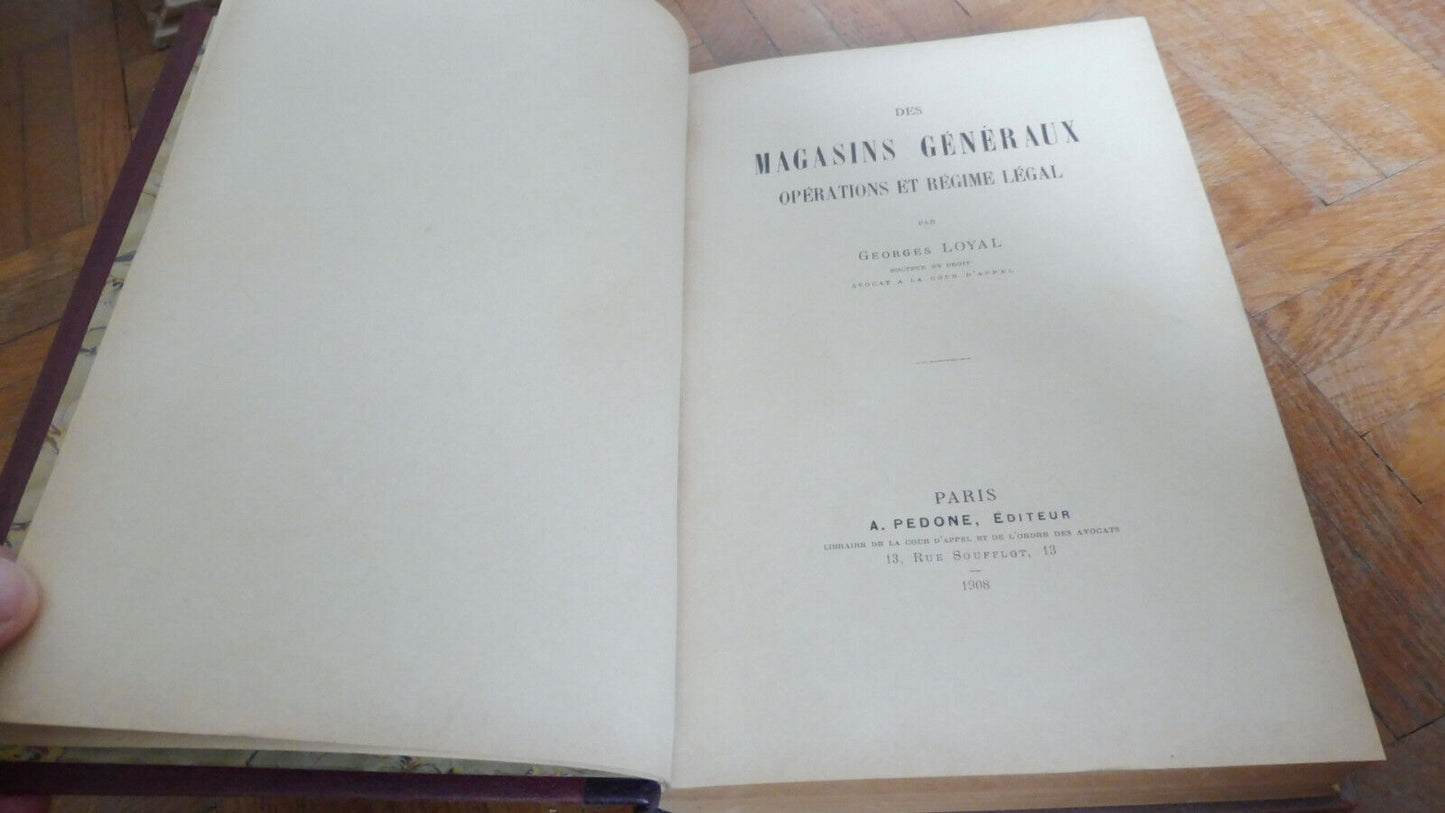 DES
MAGASINS GÉNÉRAUX
OPÉRATIONS ET RÉGIME LÉGAL
PAR
GEORGES LOYAL
DOCTEUR EN DROIT
AVOCAT A LA COUR D'APPEL
PARIS
A. PEDONE, ÉDITEUR
LIBRAIRE DE LA COUR D'APPEL ET DE L'ORDRE DES AVOCATS
13, RUE SOUFFLOT, 13
1908